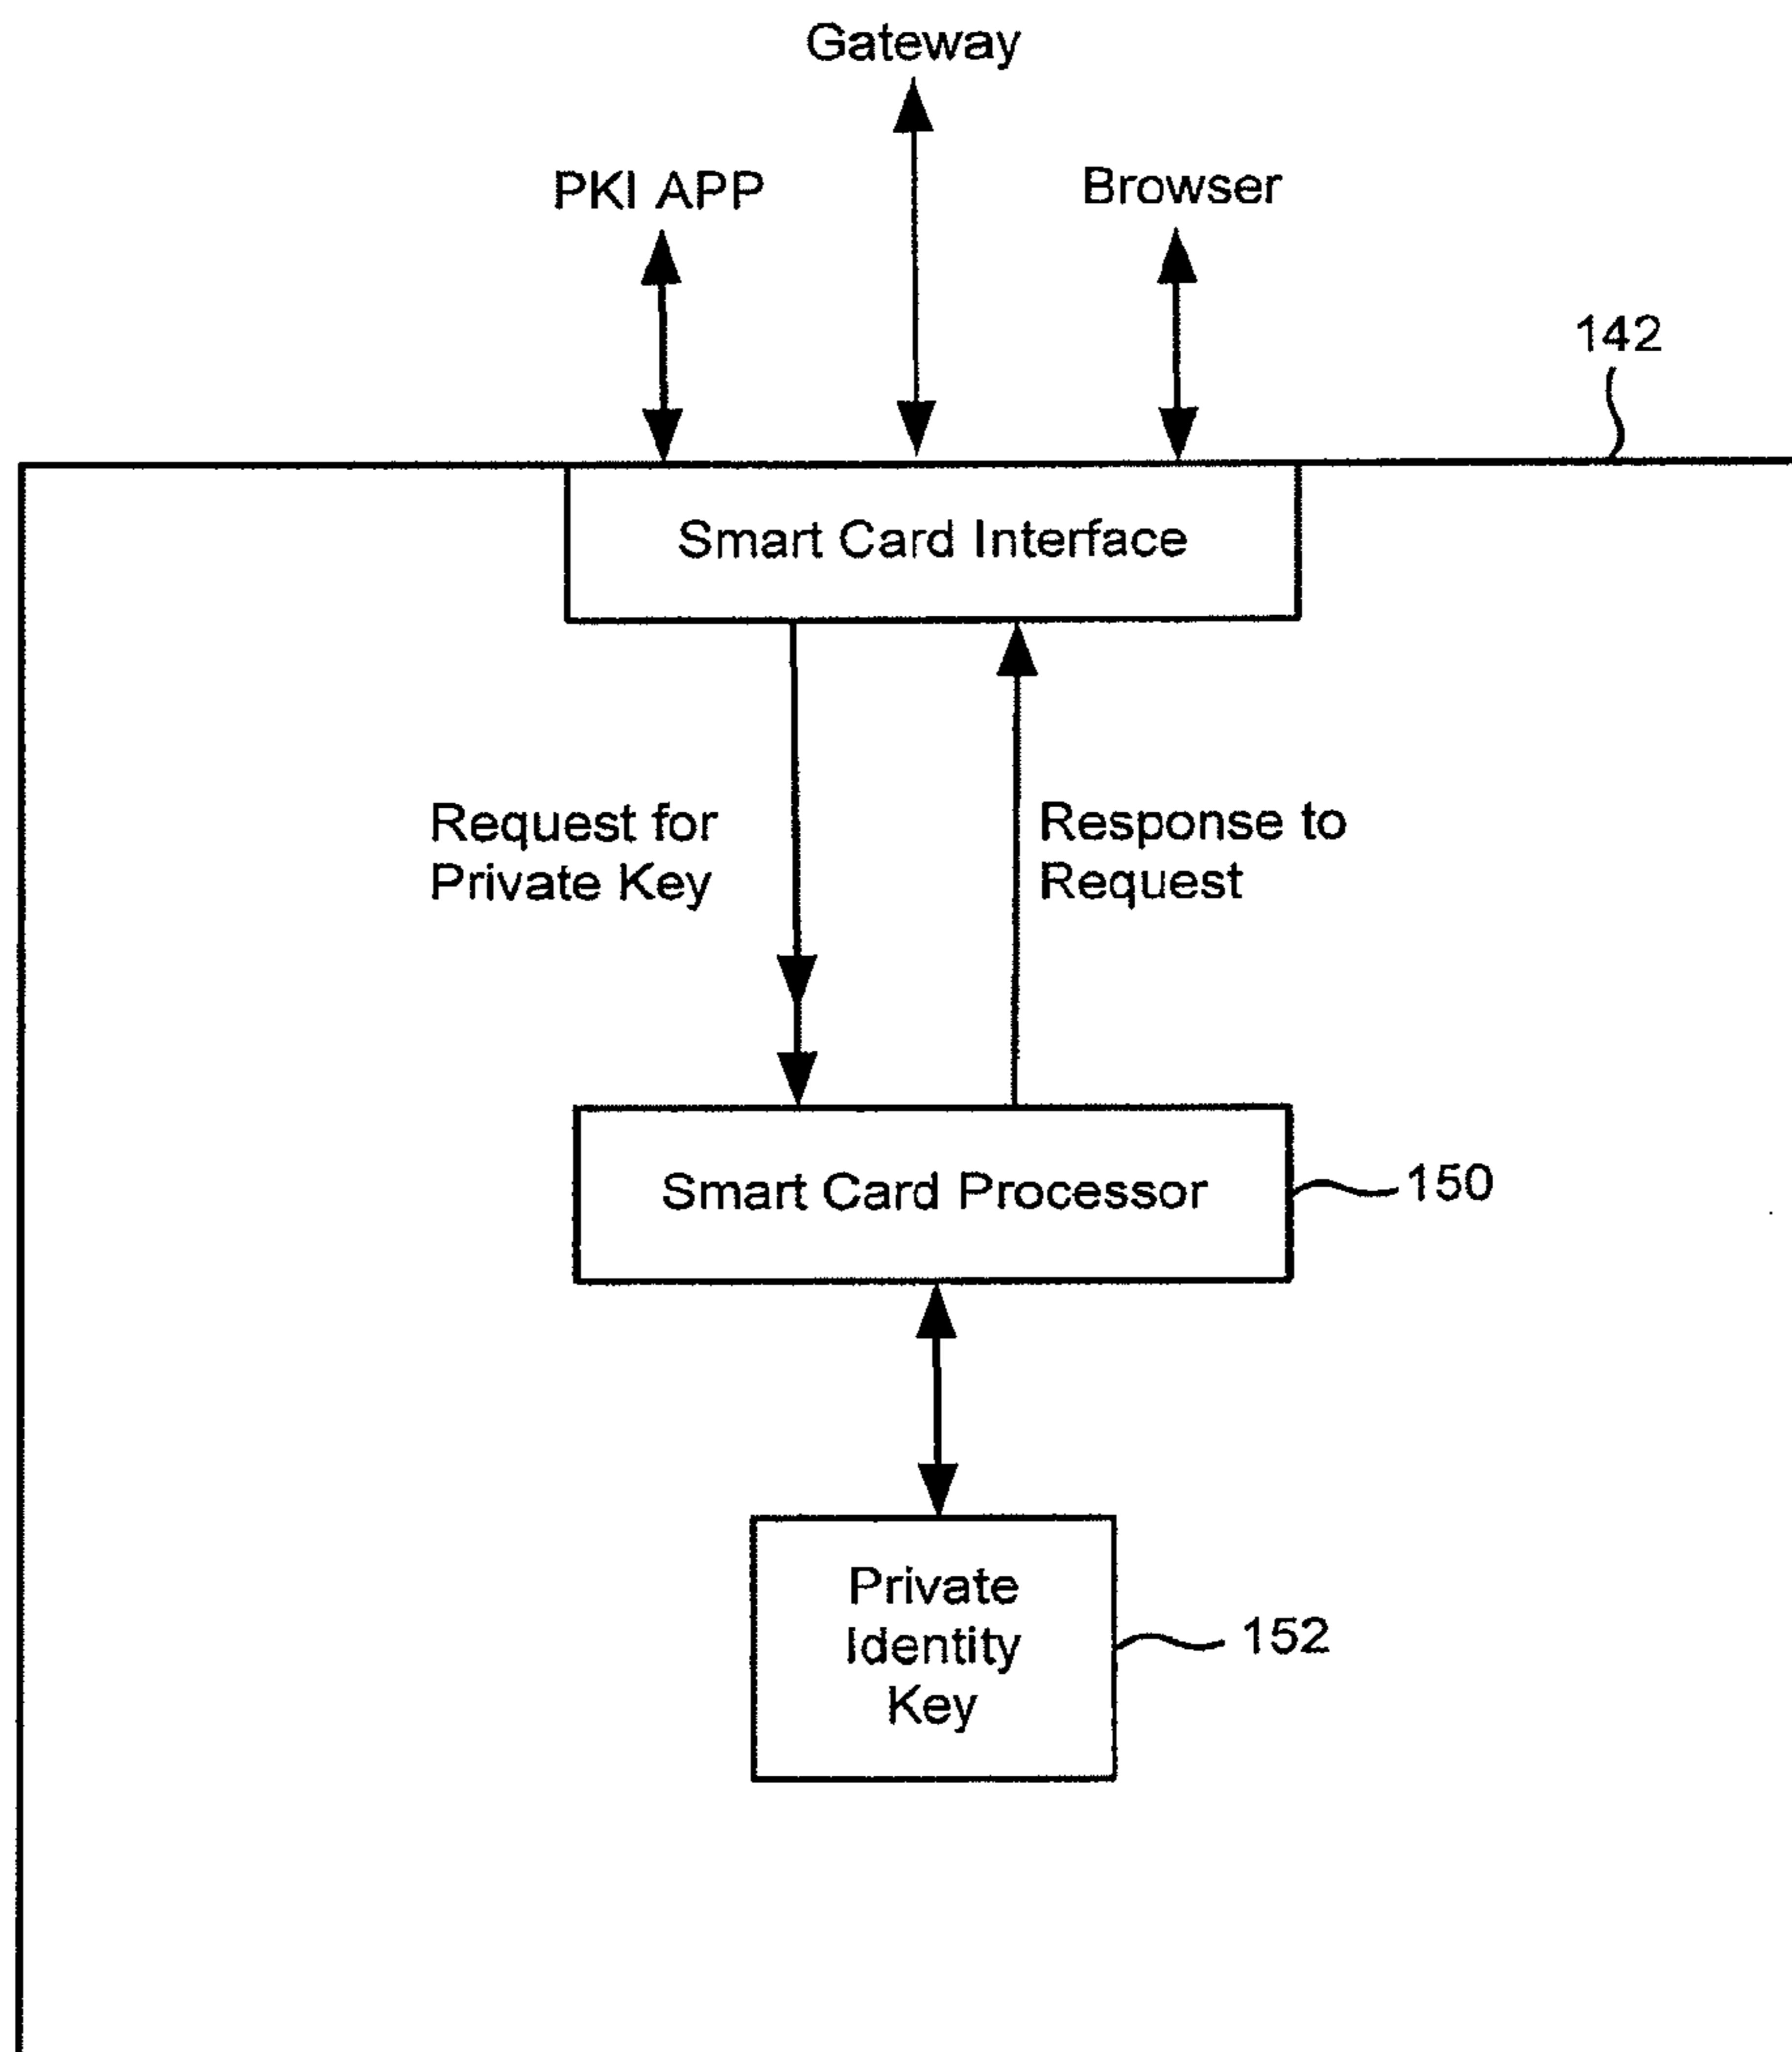 Gateway
PKI APP
Browser
142
Smart Card Interface
Request for
Private Key
Response to
Request
Smart Card Processor
150
Private
Identity
Key
152